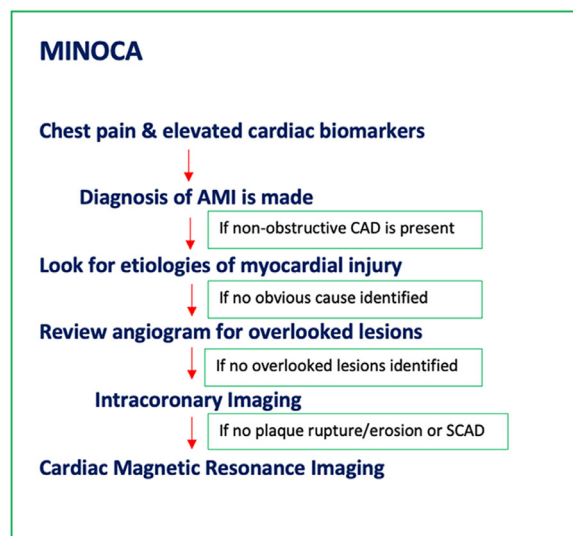 MINOCA
Chest pain & elevated cardiac biomarkers
Diagnosis of AMI is made
If non-obstructive CAD is present
Look for etiologies of myocardial injury
If no obvious cause identified
Review angiogram for overlooked lesions
If no overlooked lesions identified
Intracoronary Imaging
If no plaque rupture/erosion or SCAD
Cardiac Magnetic Resonance Imaging